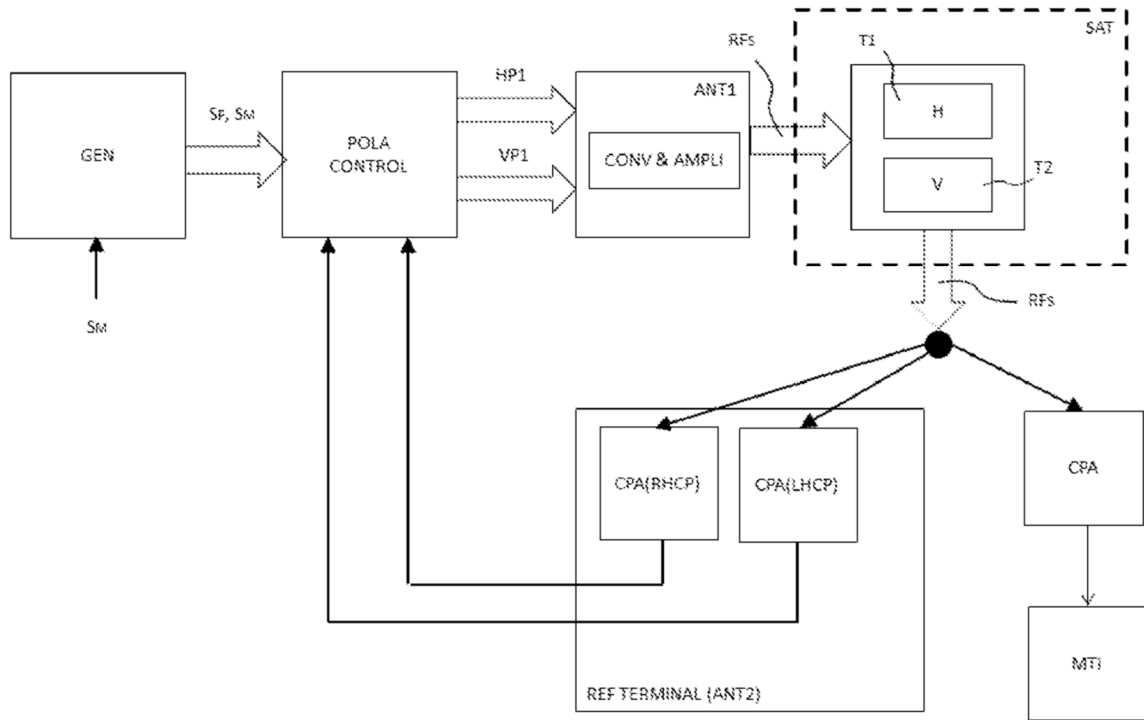 SAT
RFs
T1
HP1
ANT1
SP, SM
GEN
POLA
CONTROL
H
VP1
CONV & AMPLI
V
T2
RFs
SM
CPA(RHCP)
CPA(LHCP)
CPA
MTI
REF TERMINAL (ANT2)